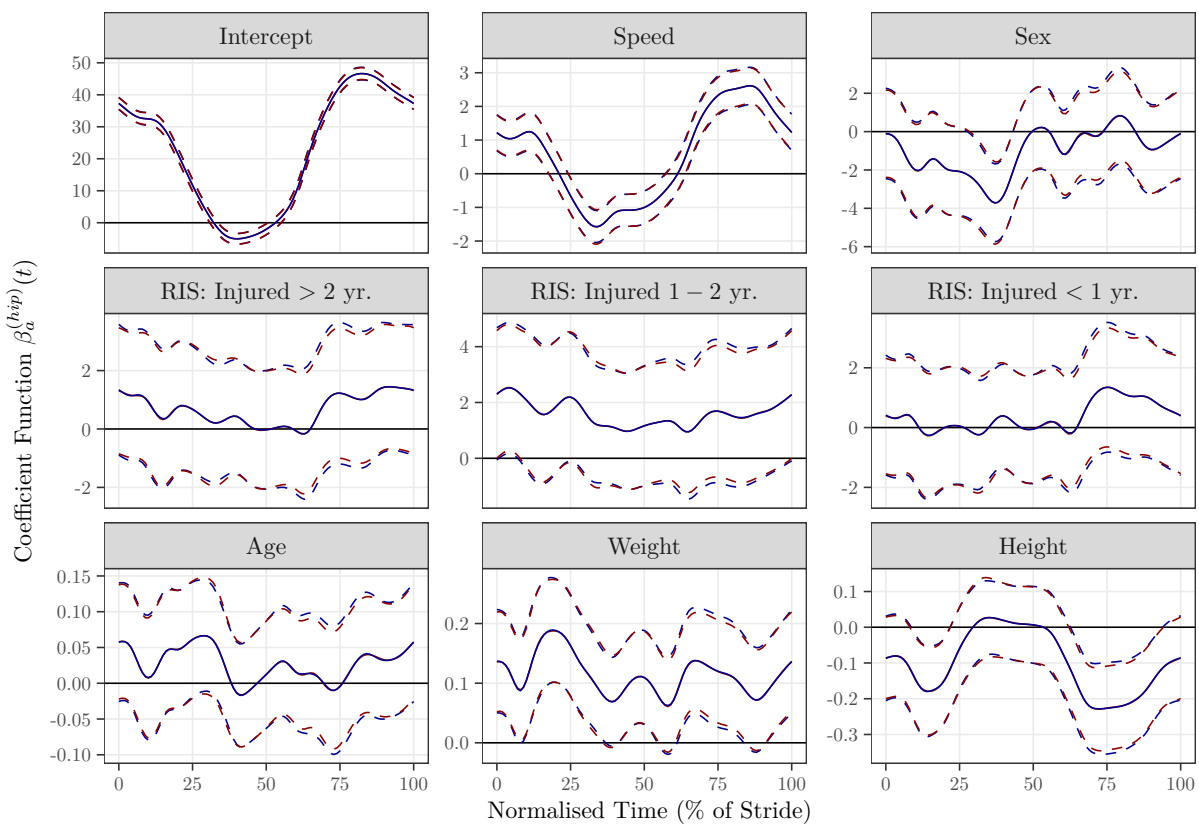 Intercept
Speed
Sex
50
40
30
20
10
0
3
2
1
0
-1
-2
2
0
-2
-4
-6
RIS: Injured > 2 yr.
RIS: Injured 1 − 2 yr.
RIS: Injured < 1 yr.
2
0
-2
4
2
0
2
0
-2
Coefficient Function β_a^{(hip)}(t)
Age
Weight
Height
0.15
0.10
0.05
0.00
-0.05
-0.10
0.2
0.1
0.0
0.1
0.0
-0.1
-0.2
-0.3
0 25 50 75 100
0 25 50 75 100
0 25 50 75 100
Normalised Time (% of Stride)